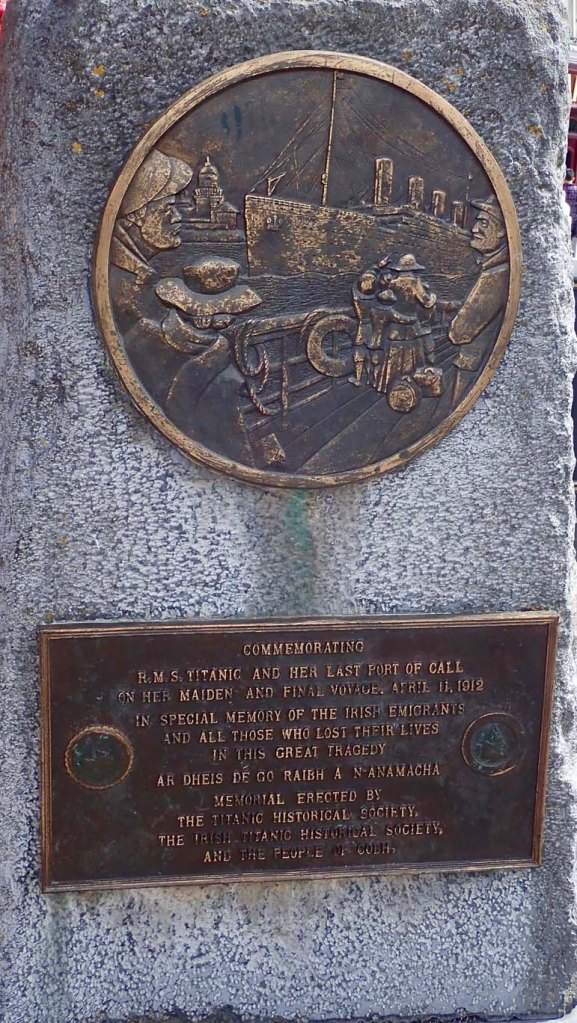 COMMEMORATING
R.M.S. TITANIC AND HER LAST PORT OF CALL
ON HER MAIDEN AND FINAL VOYAGE. APRIL 11, 1912
IN SPECIAL MEMORY OF THE IRISH EMIGRANTS
AND ALL THOSE WHO LOST THEIR LIVES
IN THIS GREAT TRAGEDY
AR DHEIS DÉ GO RAIBH A N-ANAMACHA
MEMORIAL ERECTED BY
THE TITANIC HISTORICAL SOCIETY,
THE IRISH TITANIC HISTORICAL SOCIETY,
AND THE PEOPLE OF COBH.